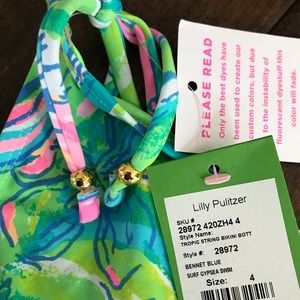 PLEASE READ
Only the best dyes have
been used to create our
custom colors, but due
to the instability of
fluorescent dyestuff this
color will fade.
Lilly Pulitzer
SKU #
28972 420ZH4 4
Style Name:
TROPIC STRING BIKINI BOTT
Style #: 28972
BENNET BLUE
SURF GYPSEA SWIM
Size: 4